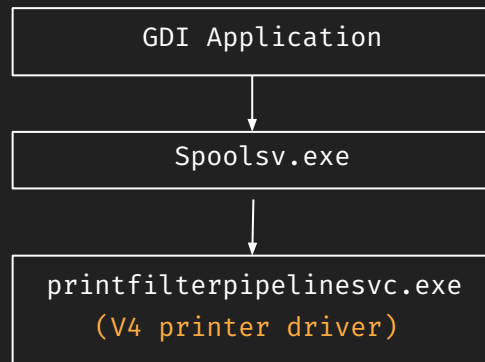 GDI Application
Spoolsv.exe
printfilterpipelinesvc.exe
(V4 printer driver)